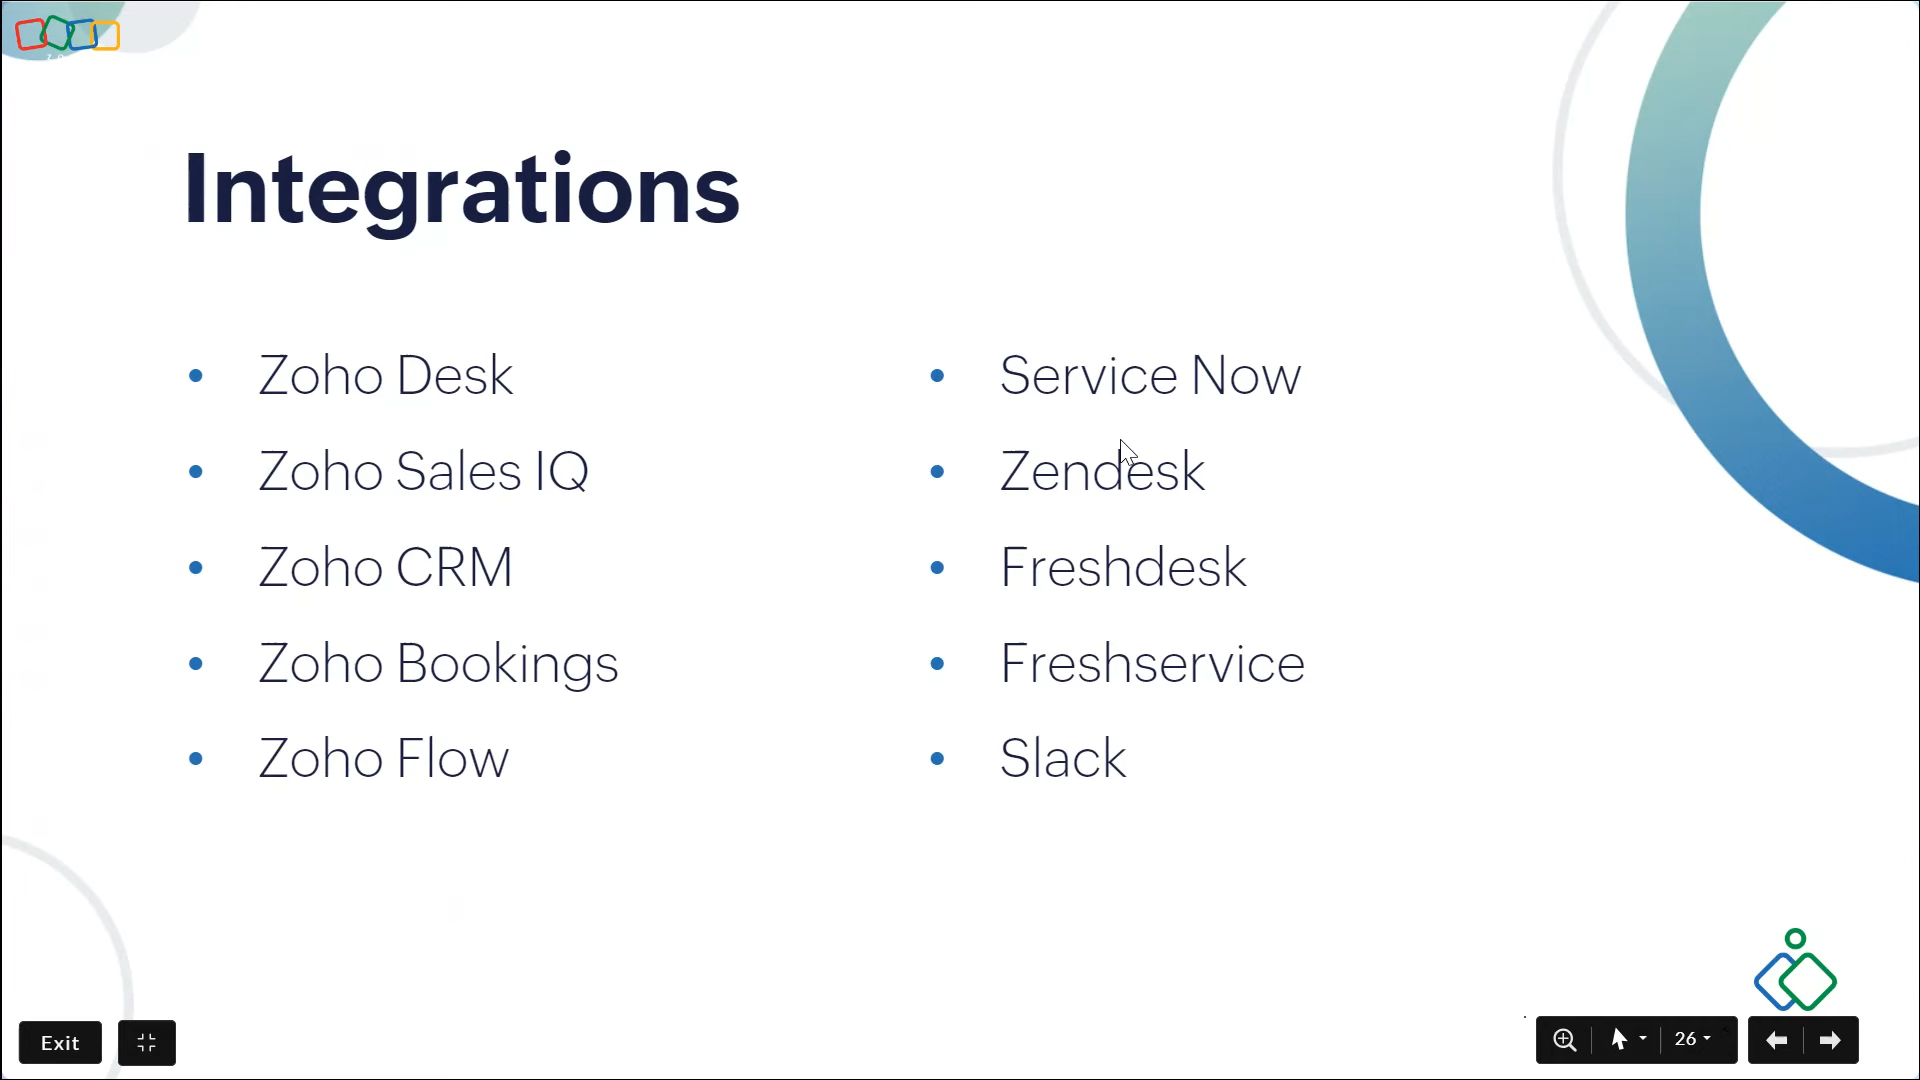 Integrations
Zoho Desk
Zoho Sales IQ
Zoho CRM
Zoho Bookings
Zoho Flow
Service Now
Zendesk
Freshdesk
Freshservice
Slack
Exit
26